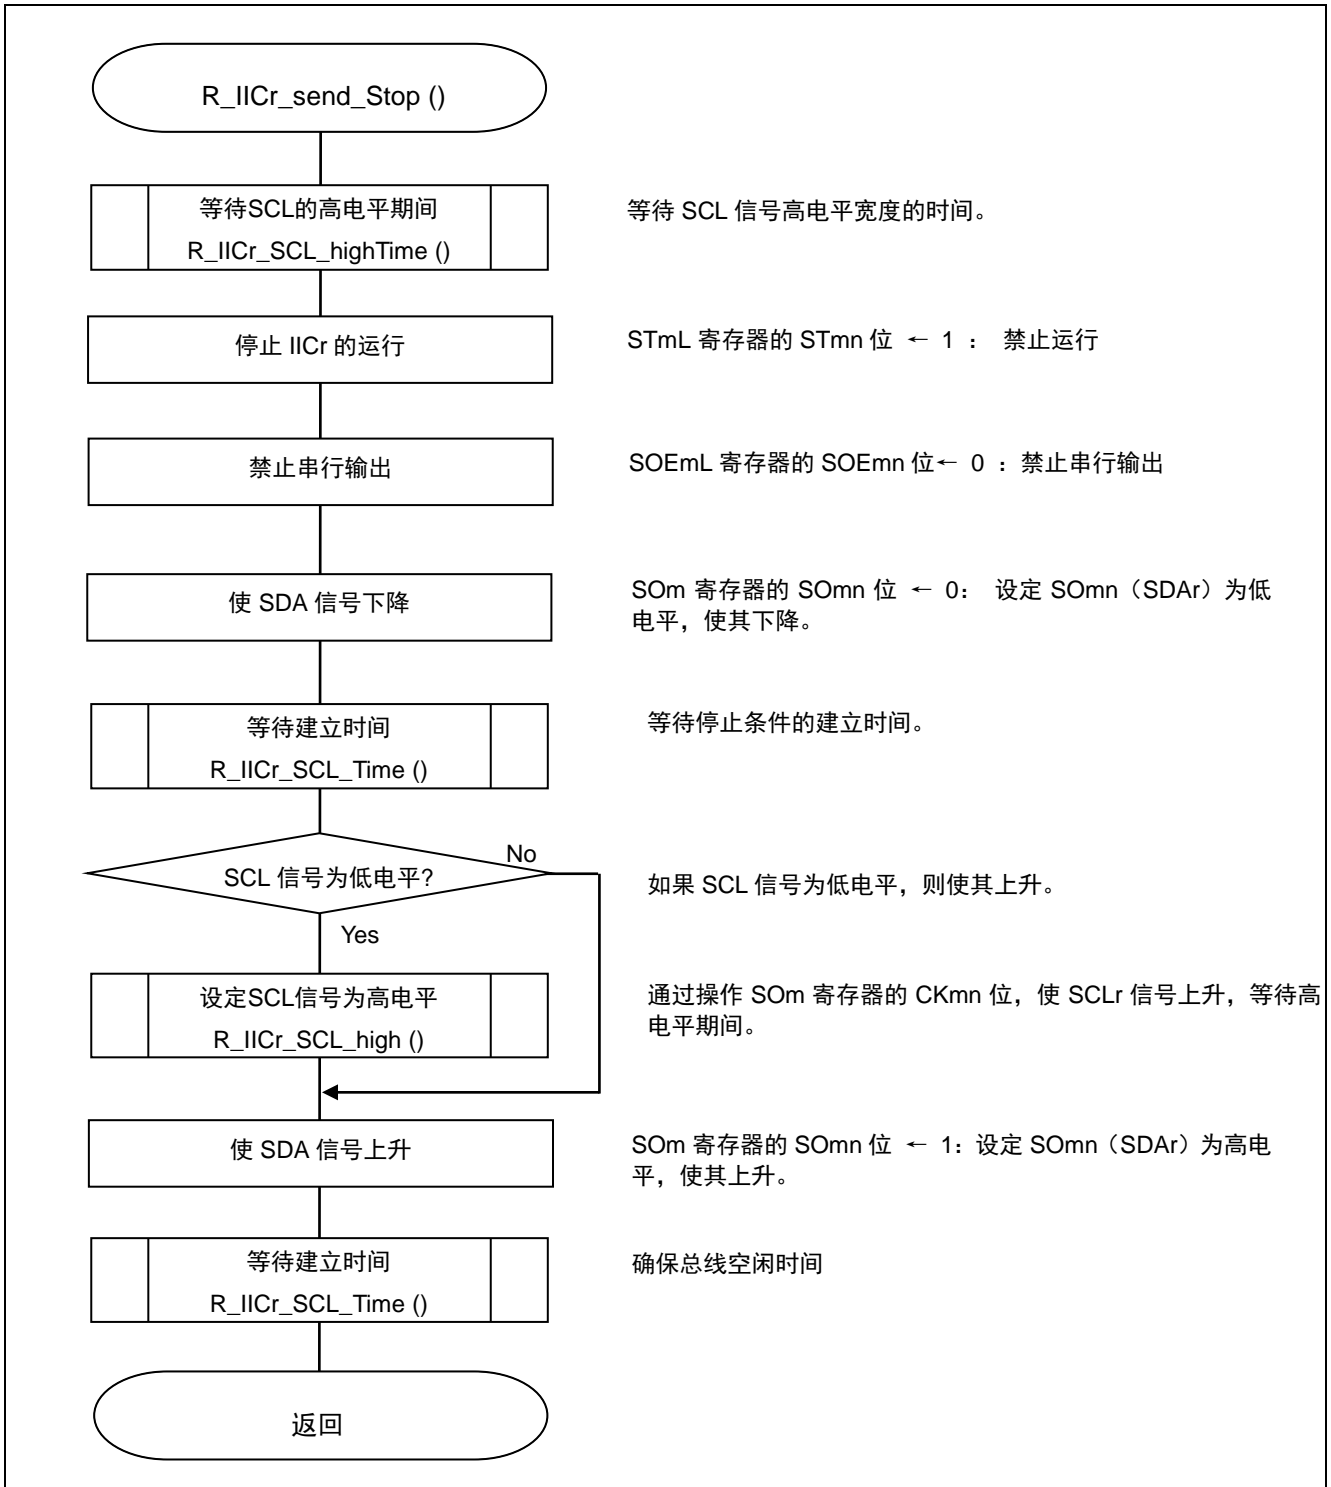 R_IICr_send_Stop ()
等待SCL的高电平期间
R_IICr_SCL_highTime ()
等待 SCL 信号高电平宽度的时间。
停止 IICr 的运行
STmL 寄存器的 STmn 位 ← 1 ： 禁止运行
禁止串行输出
SOEmL 寄存器的 SOEmn 位← 0 ：禁止串行输出
使 SDA 信号下降
SOm 寄存器的 SOmn 位 ← 0： 设定 SOmn（SDAr）为低
电平，使其下降。
等待建立时间
R_IICr_SCL_Time ()
等待停止条件的建立时间。
SCL 信号为低电平?
No
Yes
如果 SCL 信号为低电平，则使其上升。
设定SCL信号为高电平
R_IICr_SCL_high ()
通过操作 SOm 寄存器的 CKmn 位，使 SCLr 信号上升，等待高
电平期间。
使 SDA 信号上升
SOm 寄存器的 SOmn 位 ← 1：设定 SOmn（SDAr）为高电
平，使其上升。
等待建立时间
R_IICr_SCL_Time ()
确保总线空闲时间
返回